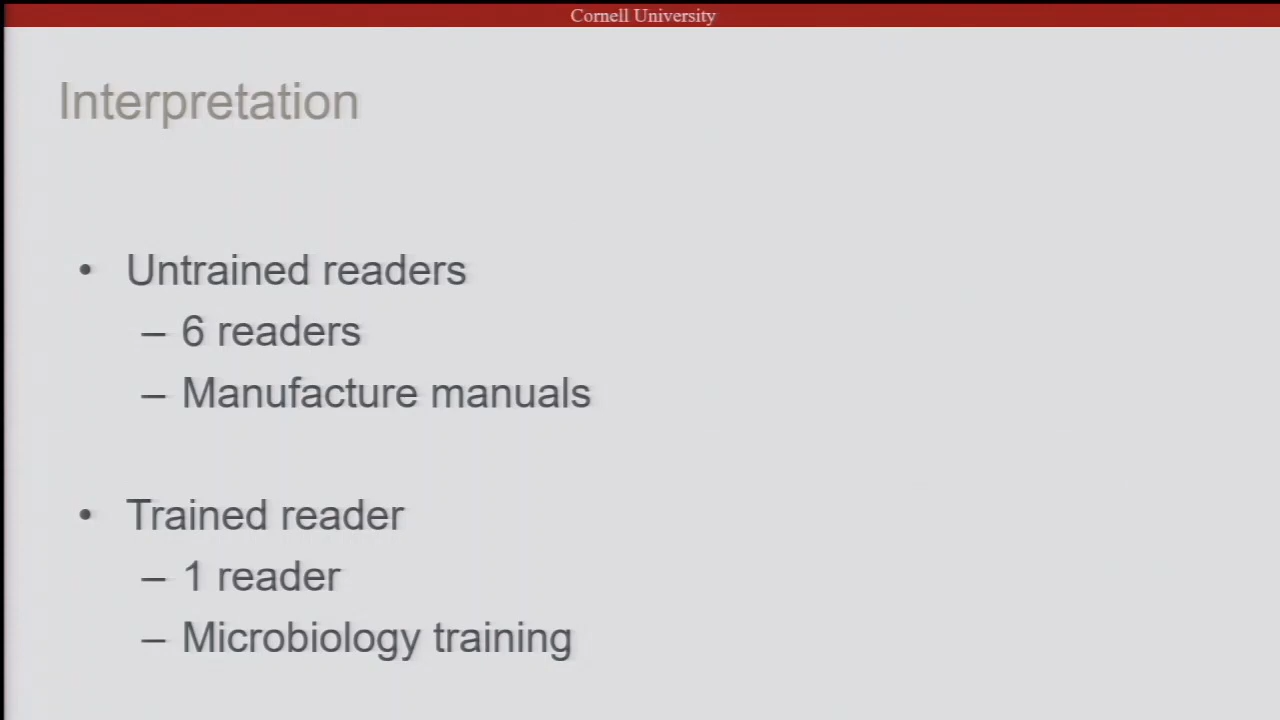 Cornell University
Interpretation
• Untrained readers
– 6 readers
– Manufacture manuals
• Trained reader
– 1 reader
– Microbiology training